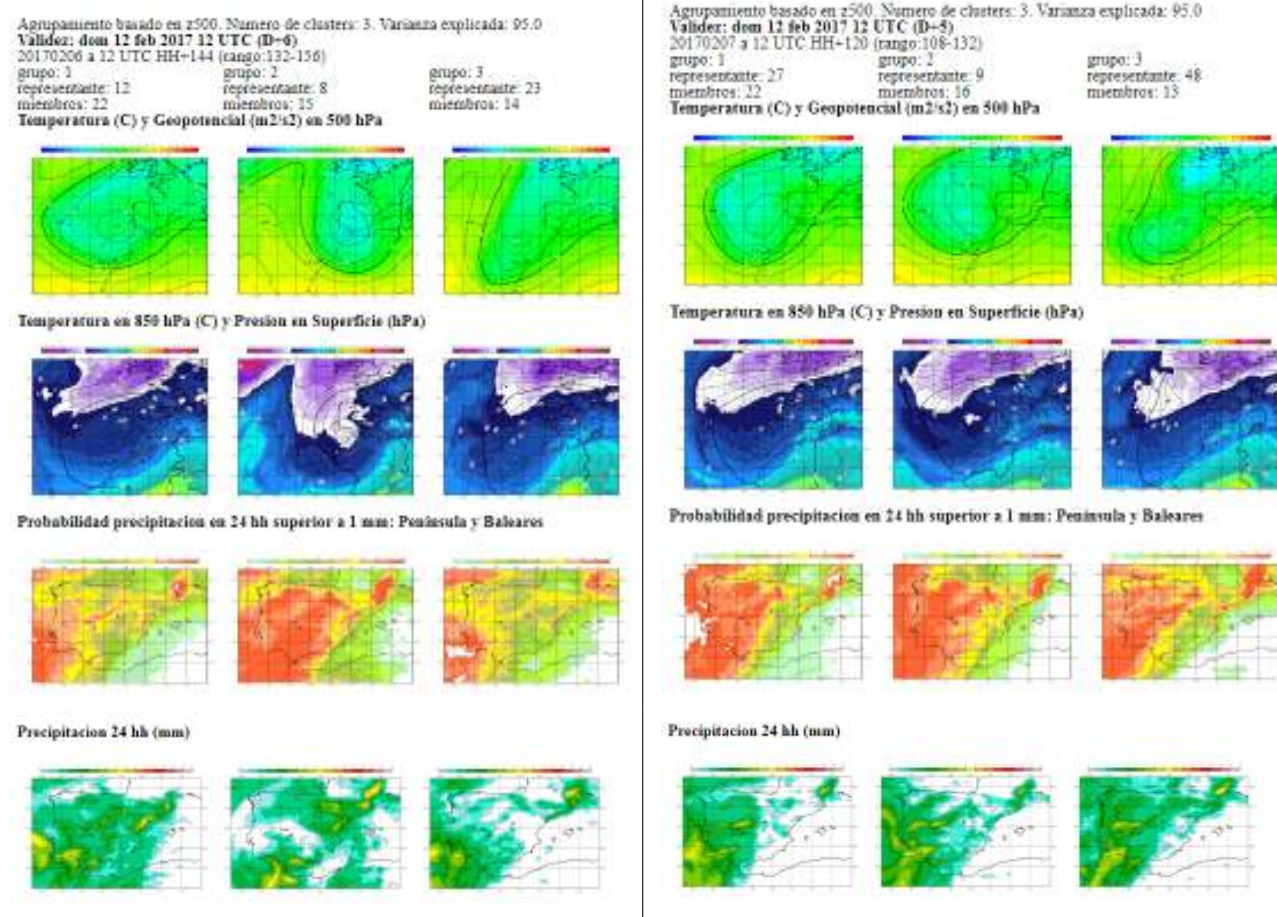 Agrupamiento basado en z500. Numero de clusters: 3. Varianza explicada: 95.0
Validez: dom 12 feb 2017 12 UTC (D+6)
20170206 a 12 UTC HH+144 (rango:132-156)
grupo: 1 grupo: 2 grupo: 3
representante: 12 representante: 8 representante: 23
miembros: 22 miembros: 15 miembros: 14
Temperatura (C) y Geopotencial (m2/s2) en 500 hPa
Temperatura en 850 hPa (C) y Presion en Superficie (hPa)
Probabilidad precipitacion en 24 hh superior a 1 mm: Peninsula y Baleares
Precipitacion 24 hh (mm)
Agrupamiento basado en z500. Numero de clusters: 3. Varianza explicada: 95.0
Validez: dom 12 feb 2017 12 UTC (D+5)
20170207 a 12 UTC HH+120 (rango:108-132)
grupo: 1 grupo: 2 grupo: 3
representante: 27 representante: 9 representante: 48
miembros: 22 miembros: 16 miembros: 13
Temperatura (C) y Geopotencial (m2/s2) en 500 hPa
Temperatura en 850 hPa (C) y Presion en Superficie (hPa)
Probabilidad precipitacion en 24 hh superior a 1 mm: Peninsula y Baleares
Precipitacion 24 hh (mm)